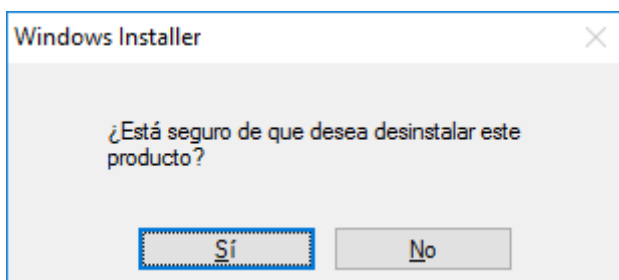 Windows Installer
¿Está seguro de que desea desinstalar este
producto?
Sí
No